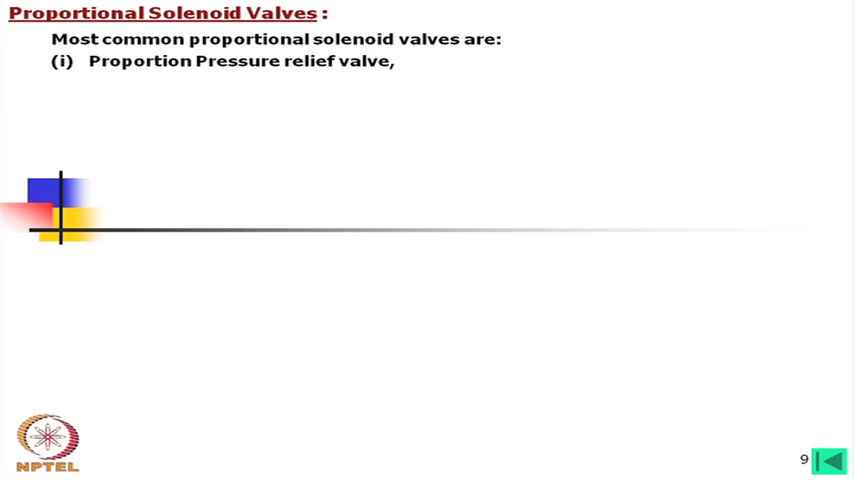 Proportional Solenoid Valves :
Most common proportional solenoid valves are:
(i) Proportion Pressure relief valve,
NPTEL
9